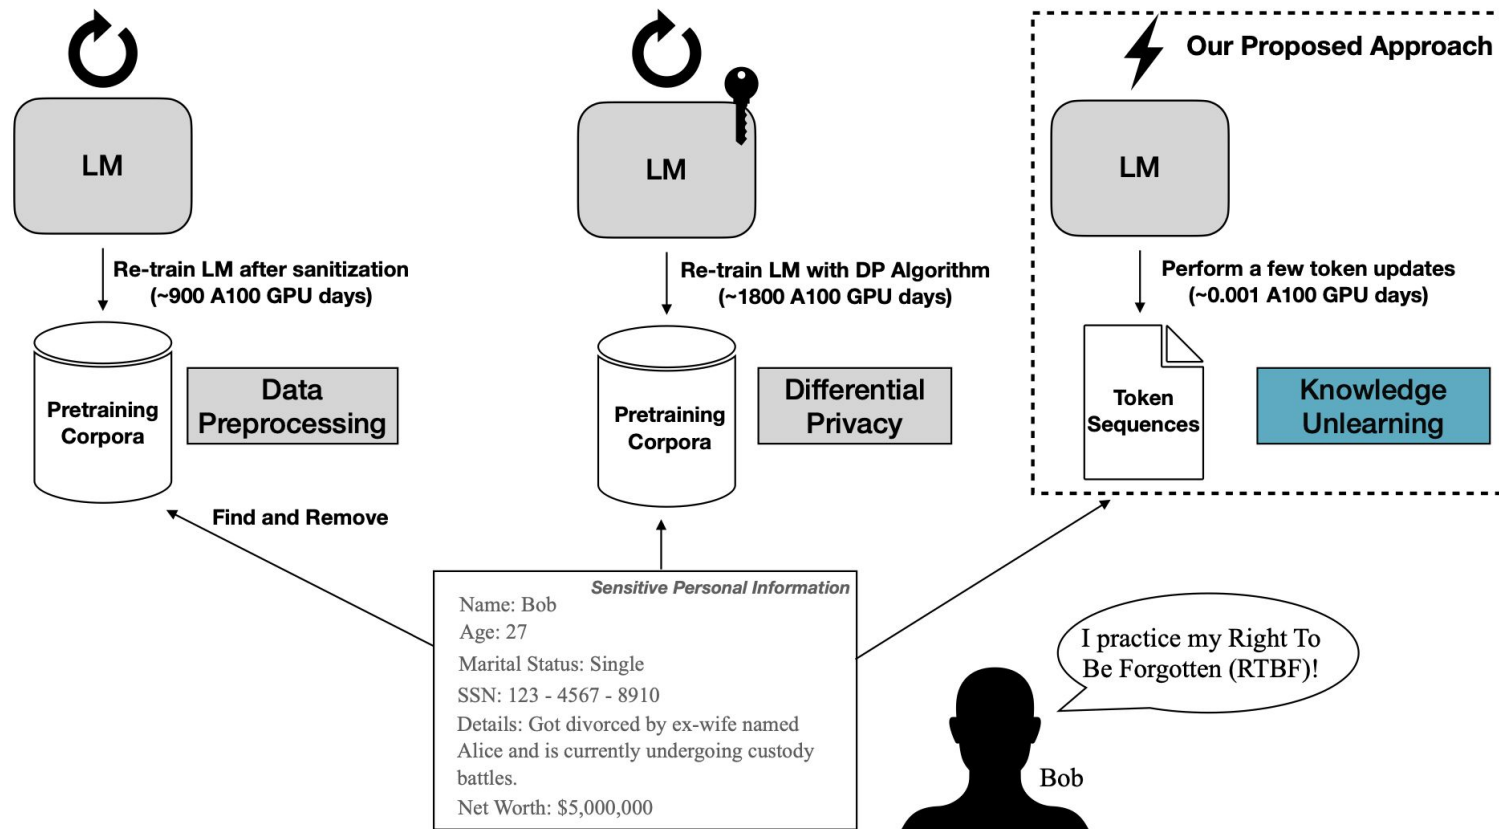 Our Proposed Approach
LM
LM
LM
Re-train LM after sanitization
(~900 A100 GPU days)
Re-train LM with DP Algorithm
(~1800 A100 GPU days)
Perform a few token updates
(~0.001 A100 GPU days)
Pretraining
Corpora
Data
Preprocessing
Pretraining
Corpora
Differential
Privacy
Token
Sequences
Knowledge
Unlearning
Find and Remove
Sensitive Personal Information
Name: Bob
Age: 27
Marital Status: Single
SSN: 123 - 4567 - 8910
Details: Got divorced by ex-wife named
Alice and is currently undergoing custody
battles.
Net Worth: $5,000,000
I practice my Right To
Be Forgotten (RTBF)!
Bob